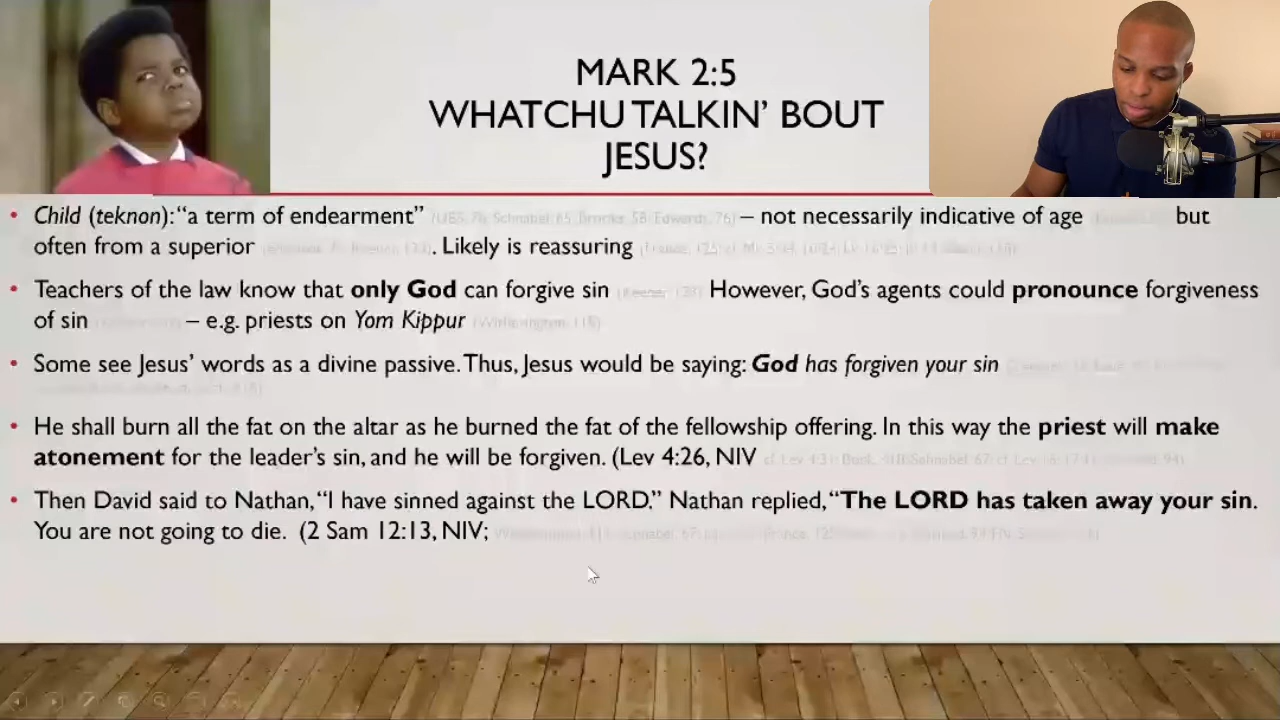 MARK 2:5
WHATCHU TALKIN’ BOUT
JESUS?
• Child (teknon): “a term of endearment” – not necessarily indicative of age but
often from a superior . Likely is reassuring
• Teachers of the law know that only God can forgive sin However, God’s agents could pronounce forgiveness
of sin – e.g. priests on Yom Kippur
• Some see Jesus’ words as a divine passive. Thus, Jesus would be saying: God has forgiven your sin
• He shall burn all the fat on the altar as he burned the fat of the fellowship offering. In this way the priest will make
atonement for the leader’s sin, and he will be forgiven. (Lev 4:26, NIV
• Then David said to Nathan, “I have sinned against the LORD.” Nathan replied, “The LORD has taken away your sin.
You are not going to die. (2 Sam 12:13, NIV;